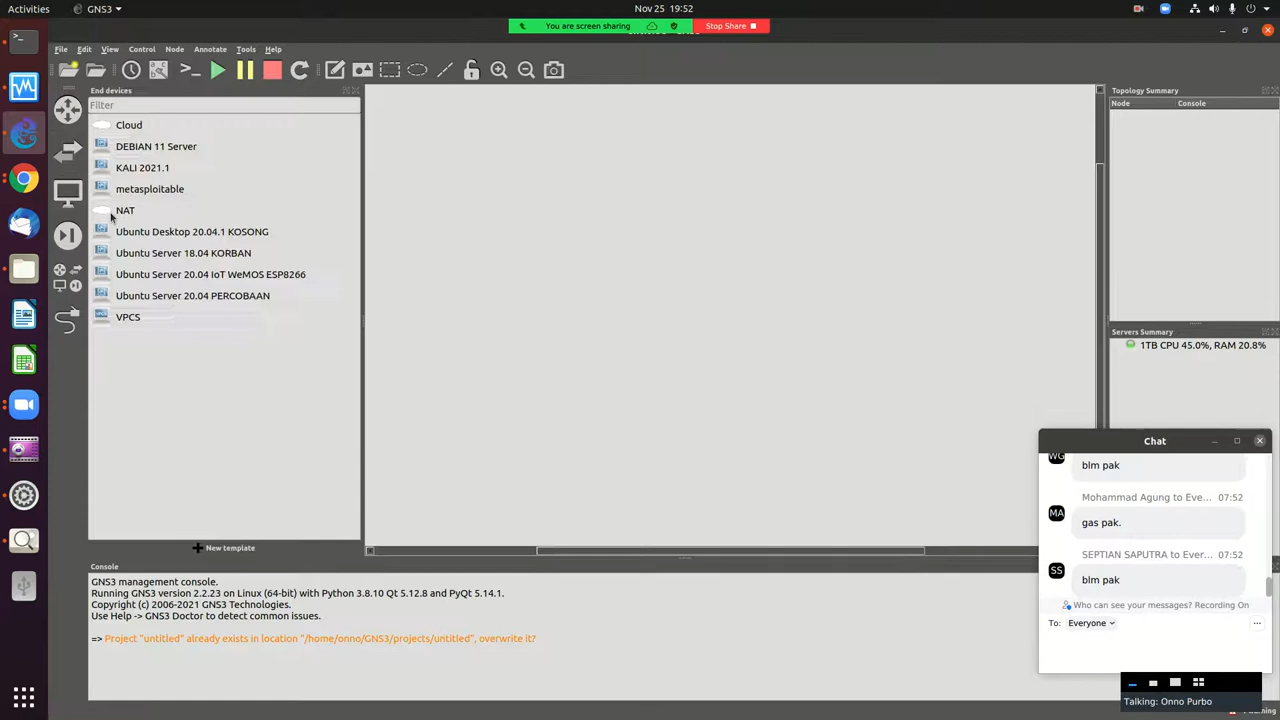 Activities
GNS3
Nov 25 19:52
You are screen sharing
Stop Share
File Edit View Control Node Annotate Tools Help
End devices
Filter
Cloud
DEBIAN 11 Server
KALI 2021.1
metasploitable
NAT
Ubuntu Desktop 20.04.1 KOSONG
Ubuntu Server 18.04 KORBAN
Ubuntu Server 20.04 IoT WeMOS ESP8266
Ubuntu Server 20.04 PERCOBAAN
VPCS
New template
Topology Summary
Node Console
Servers Summary
1TB CPU 45.0%, RAM 20.8%
Console
GNS3 management console.
Running GNS3 version 2.2.23 on Linux (64-bit) with Python 3.8.10 Qt 5.12.8 and PyQt 5.14.1.
Copyright (c) 2006-2021 GNS3 Technologies.
Use Help -> GNS3 Doctor to detect common issues.
=> Project "untitled" already exists in location "/home/onno/GNS3/projects/untitled", overwrite it?
Chat
WG
blm pak
Mohammad Agung to Eve... 07:52
MA
gas pak.
SEPTIAN SAPUTRA to Ever... 07:52
SS
blm pak
Who can see your messages? Recording On
To: Everyone
Talking: Onno Purbo